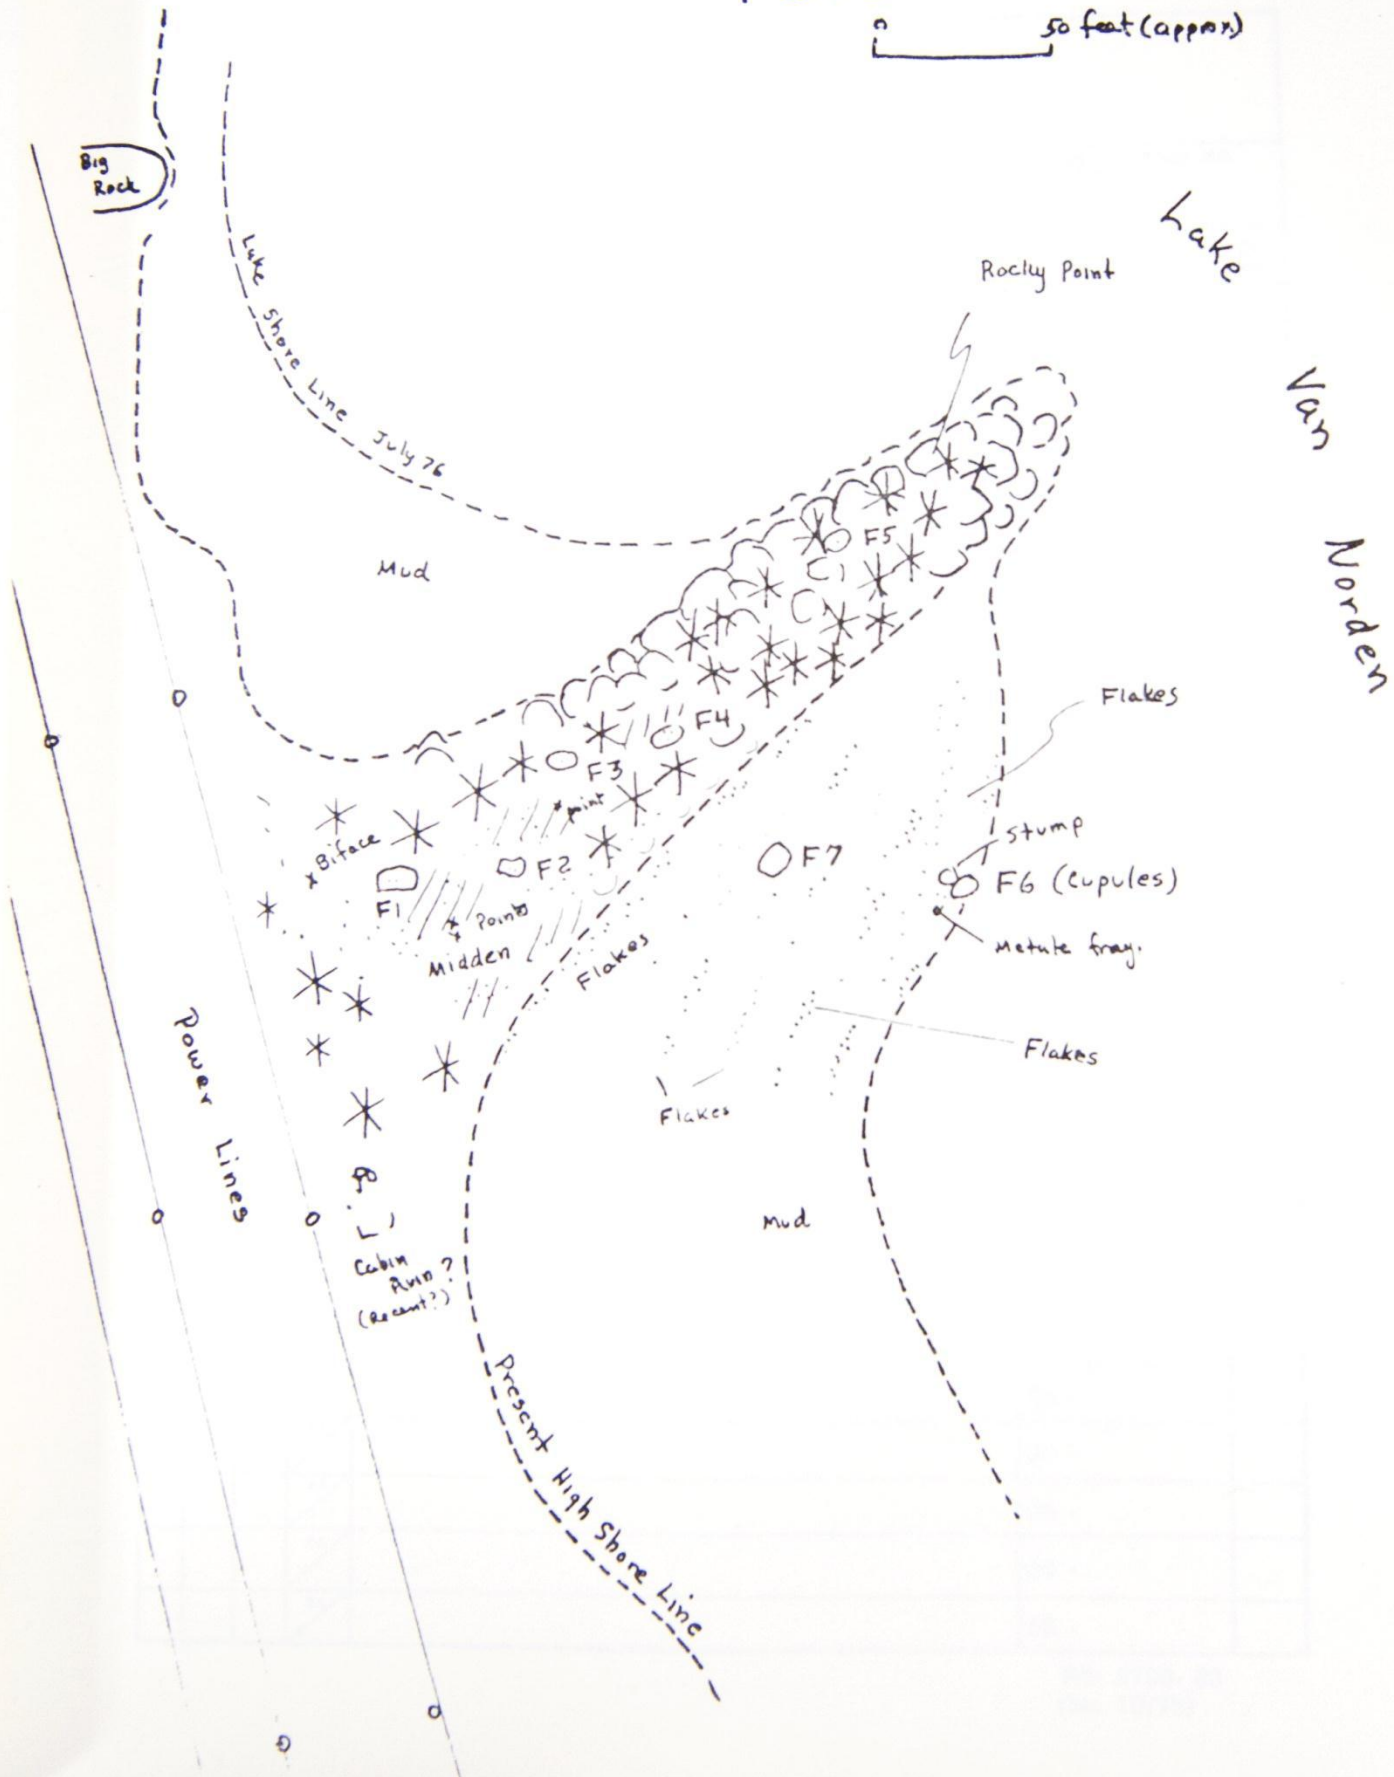 0 50 feet (approx.)
Big
Rock
Lake
Rocky Point
Lake Shore Line July 76
Van
Norden
F5
Mud
Flakes
F4
F3
point
Stump
Biface
F2
F7
F6 (Cupules)
F1
Points
Midden
Flakes
Metate frag.
Power Lines
Flakes
Flakes
Mud
Cabin
Ruin?
(Recent?)
Present High Shore Line